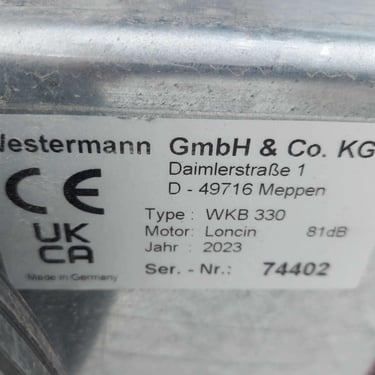 Westermann GmbH & Co. KG
Daimlerstraße 1
D - 49716 Meppen
CE
Type : WKB 330
UK
CA
Motor: Loncin 81dB
Jahr : 2023
Made in Germany
Ser. - Nr.: 74402